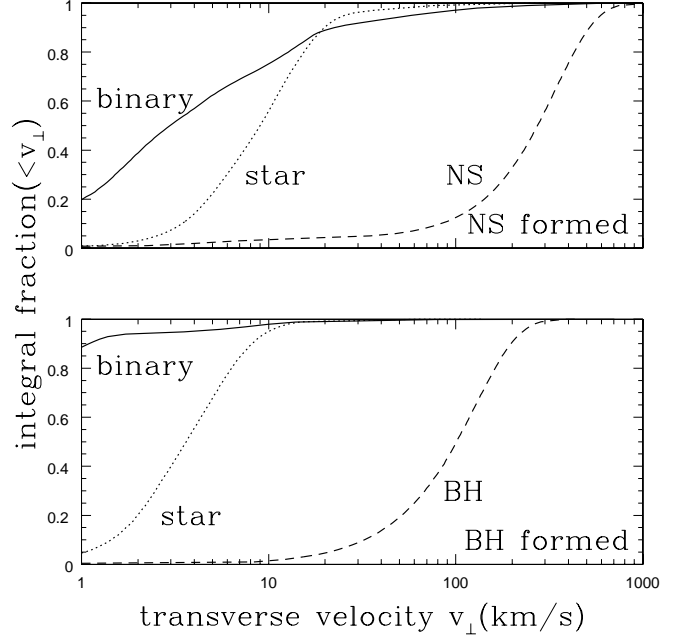 integral fraction(<v⊥)
1
0.8
0.6
0.4
0.2
0
binary
star
NS
NS formed
1
0.8
0.6
0.4
0.2
0
binary
star
BH
BH formed
1 10 100 1000
transverse velocity v⊥(km/s)